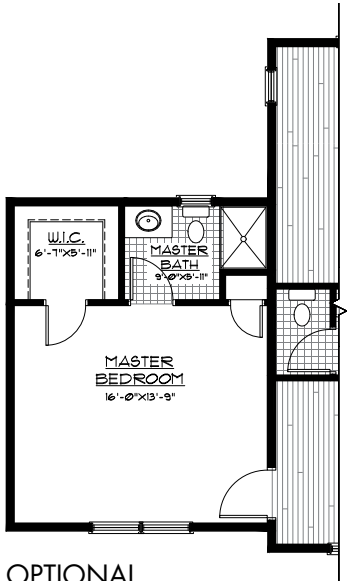 W.I.C.
6'-7"X5'-11"
MASTER
BATH
9'-0"X5'-11"
MASTER
BEDROOM
16'-0"X13'-9"
OPTIONAL